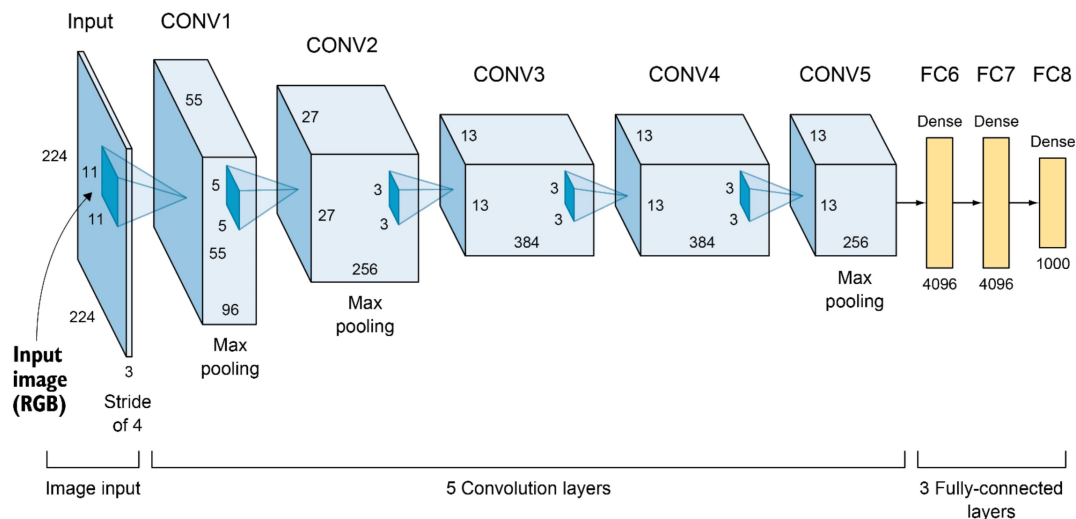 Input
CONV1
CONV2
CONV3
CONV4
CONV5
FC6
FC7
FC8
224
11
11
224
3
Stride
of 4
Input
image
(RGB)
55
5
5
55
96
Max
pooling
27
3
27
3
256
Max
pooling
13
3
13
3
384
13
3
13
3
384
13
13
256
Max
pooling
Dense
4096
Dense
4096
Dense
1000
Image input
5 Convolution layers
3 Fully-connected
layers